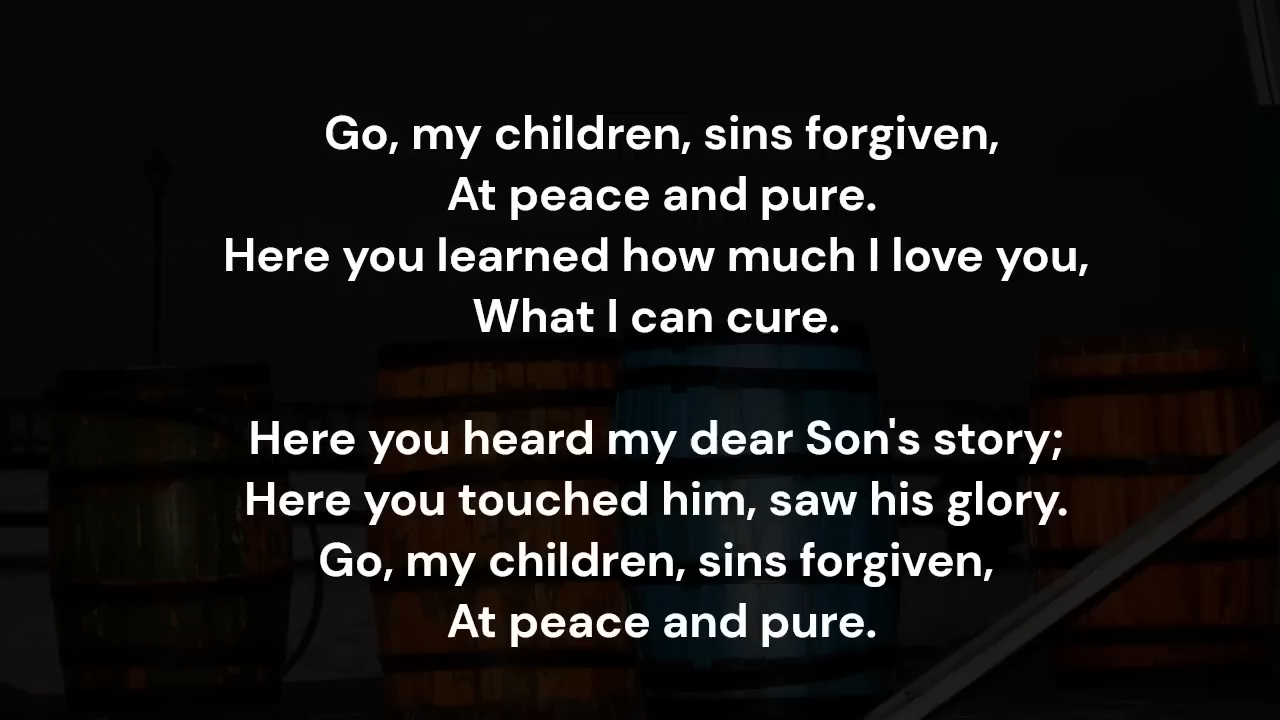 Go, my children, sins forgiven,
At peace and pure.
Here you learned how much I love you,
What I can cure.
Here you heard my dear Son's story;
Here you touched him, saw his glory.
Go, my children, sins forgiven,
At peace and pure.